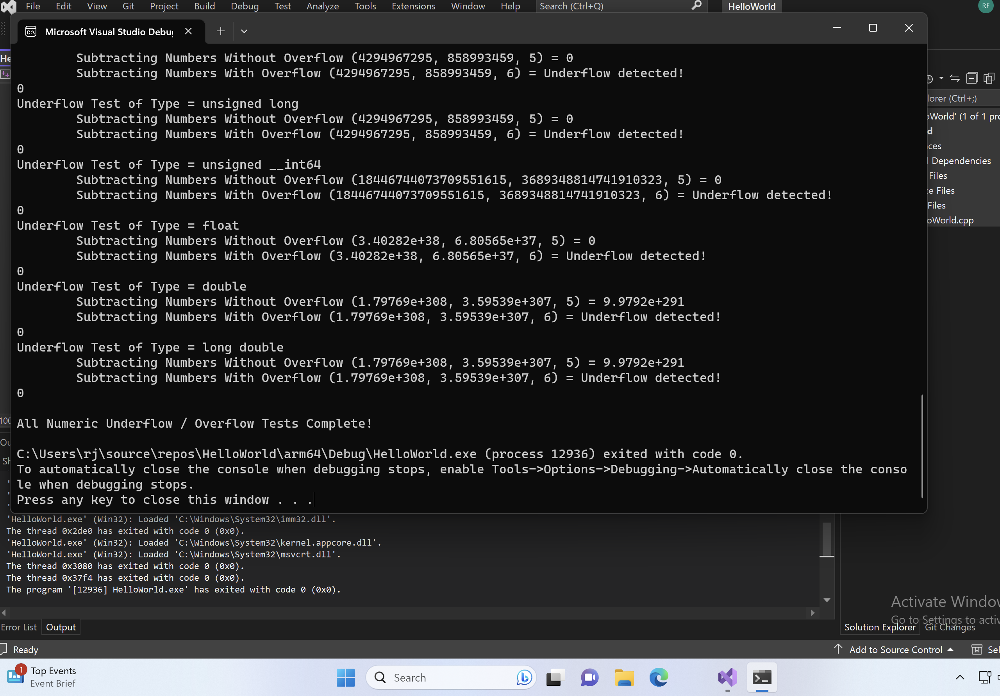 File Edit View Git Project Build Debug Test Analyze Tools Extensions Window Help Search (Ctrl+Q) HelloWorld RF
Microsoft Visual Studio Debu
Subtracting Numbers Without Overflow (4294967295, 858993459, 5) = 0
Subtracting Numbers With Overflow (4294967295, 858993459, 6) = Underflow detected!
0
Underflow Test of Type = unsigned long
Subtracting Numbers Without Overflow (4294967295, 858993459, 5) = 0
Subtracting Numbers With Overflow (4294967295, 858993459, 6) = Underflow detected!
0
Underflow Test of Type = unsigned __int64
Subtracting Numbers Without Overflow (18446744073709551615, 3689348814741910323, 5) = 0
Subtracting Numbers With Overflow (18446744073709551615, 3689348814741910323, 6) = Underflow detected!
0
Underflow Test of Type = float
Subtracting Numbers Without Overflow (3.40282e+38, 6.80565e+37, 5) = 0
Subtracting Numbers With Overflow (3.40282e+38, 6.80565e+37, 6) = Underflow detected!
0
Underflow Test of Type = double
Subtracting Numbers Without Overflow (1.79769e+308, 3.59539e+307, 5) = 9.9792e+291
Subtracting Numbers With Overflow (1.79769e+308, 3.59539e+307, 6) = Underflow detected!
0
Underflow Test of Type = long double
Subtracting Numbers Without Overflow (1.79769e+308, 3.59539e+307, 5) = 9.9792e+291
Subtracting Numbers With Overflow (1.79769e+308, 3.59539e+307, 6) = Underflow detected!
0
All Numeric Underflow / Overflow Tests Complete!
C:\Users\rj\source\repos\HelloWorld\arm64\Debug\HelloWorld.exe (process 12936) exited with code 0.
To automatically close the console when debugging stops, enable Tools->Options->Debugging->Automatically close the conso
le when debugging stops.
Press any key to close this window . . .
He
100
Ou
Sh
lorer (Ctrl+;)
oWorld' (1 of 1 pro
d
ces
l Dependencies
Files
ce Files
Files
oWorld.cpp
'HelloWorld.exe' (Win32): Loaded 'C:\Windows\System32\imm32.dll'.
The thread 0x2de0 has exited with code 0 (0x0).
'HelloWorld.exe' (Win32): Loaded 'C:\Windows\System32\kernel.appcore.dll'.
'HelloWorld.exe' (Win32): Loaded 'C:\Windows\System32\msvcrt.dll'.
The thread 0x3080 has exited with code 0 (0x0).
The thread 0x37f4 has exited with code 0 (0x0).
The program '[12936] HelloWorld.exe' has exited with code 0 (0x0).
Activate Window
Go to Settings to activ
Error List Output
Solution Explorer Git Changes
Ready
Add to Source Control Sel
1
Top Events
Event Brief
Search